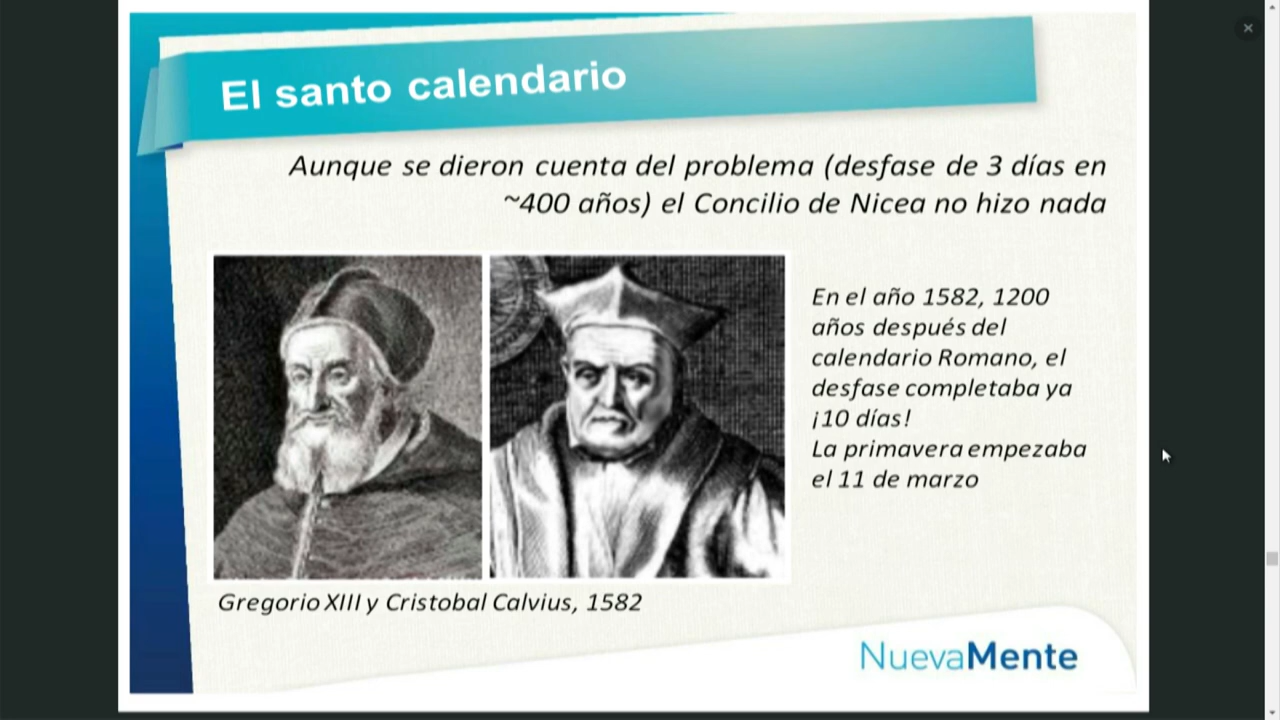 El santo calendario
Aunque se dieron cuenta del problema (desfase de 3 días en
~400 años) el Concilio de Nicea no hizo nada
En el año 1582, 1200
años después del
calendario Romano, el
desfase completaba ya
¡10 días!
La primavera empezaba
el 11 de marzo
Gregorio XIII y Cristobal Calvius, 1582
NuevaMente